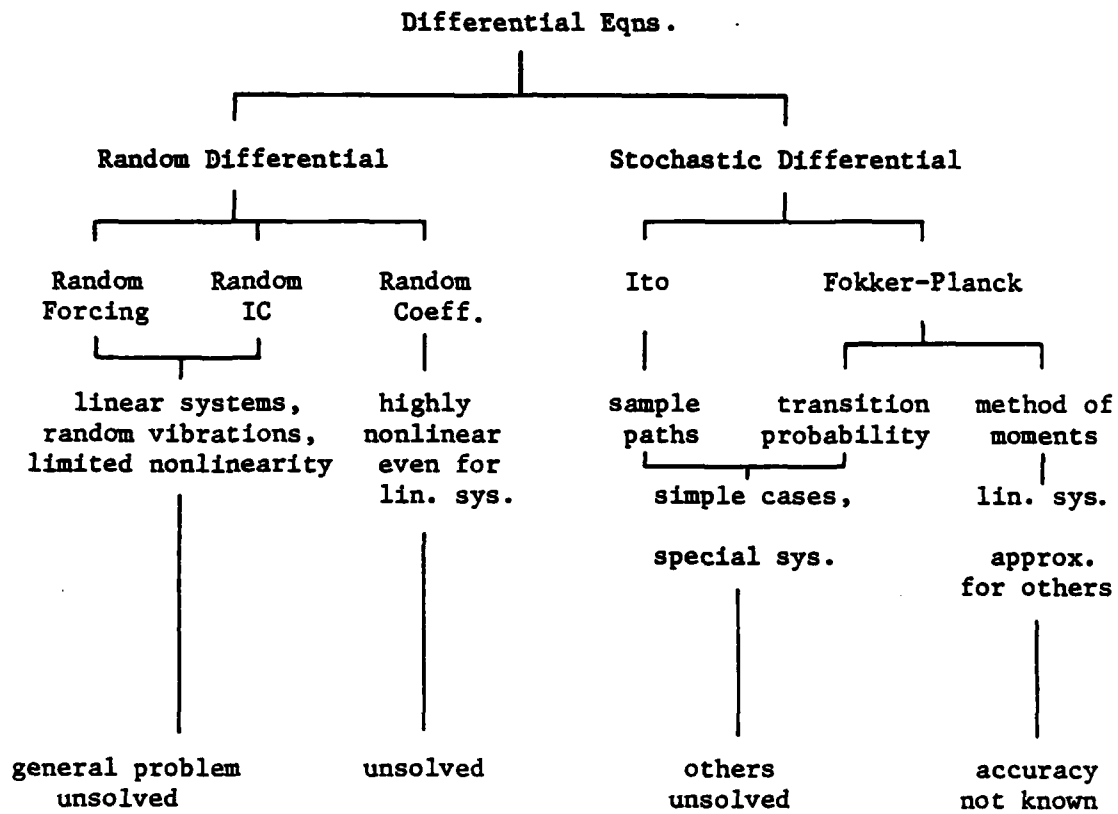 Differential Eqns.
Random Differential
Stochastic Differential
Random
Forcing
Random
IC
Random
Coeff.
Ito
Fokker-Planck
linear systems,
random vibrations,
limited nonlinearity
highly
nonlinear
even for
lin. sys.
sample
paths
transition
probability
method of
moments
simple cases,
special sys.
lin. sys.
approx.
for others
general problem
unsolved
unsolved
others
unsolved
accuracy
not known